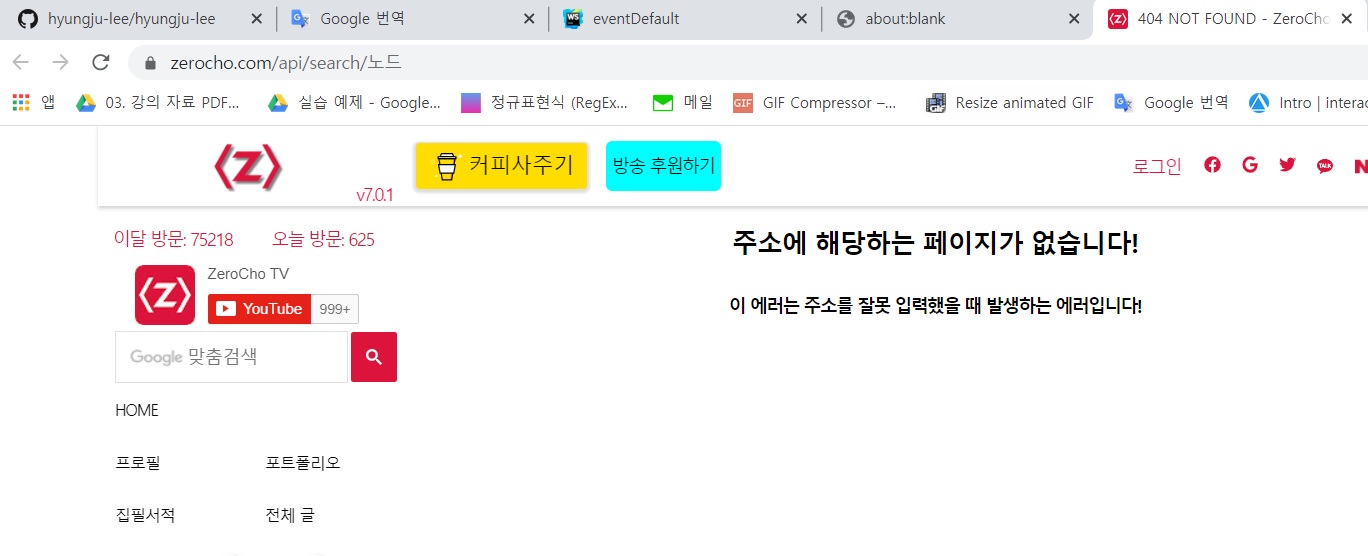 hyungju-lee/hyungju-lee
Google 번역
eventDefault
about:blank
404 NOT FOUND - ZeroCho
zerocho.com/api/search/노드
앱
03. 강의 자료 PDF...
실습 예제 - Google...
정규표현식 (RegEx...
메일
GIF
GIF Compressor –...
Resize animated GIF
Google 번역
Intro | interac
v7.0.1
커피사주기
방송 후원하기
로그인
TALK
이달 방문: 75218 오늘 방문: 625
ZeroCho TV
YouTube 999+
Google 맞춤검색
HOME
프로필 포트폴리오
집필서적 전체 글
주소에 해당하는 페이지가 없습니다!
이 에러는 주소를 잘못 입력했을 때 발생하는 에러입니다!